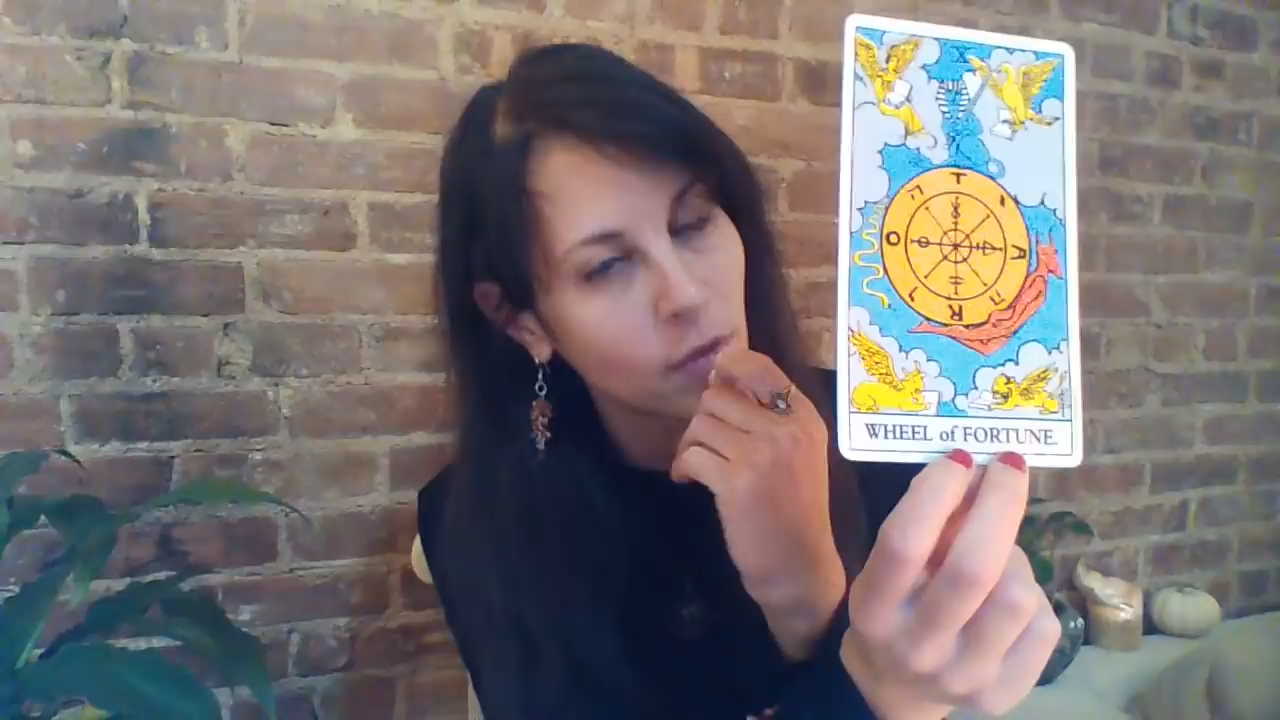 T
ה י
O A
ו ה
R
WHEEL of FORTUNE.